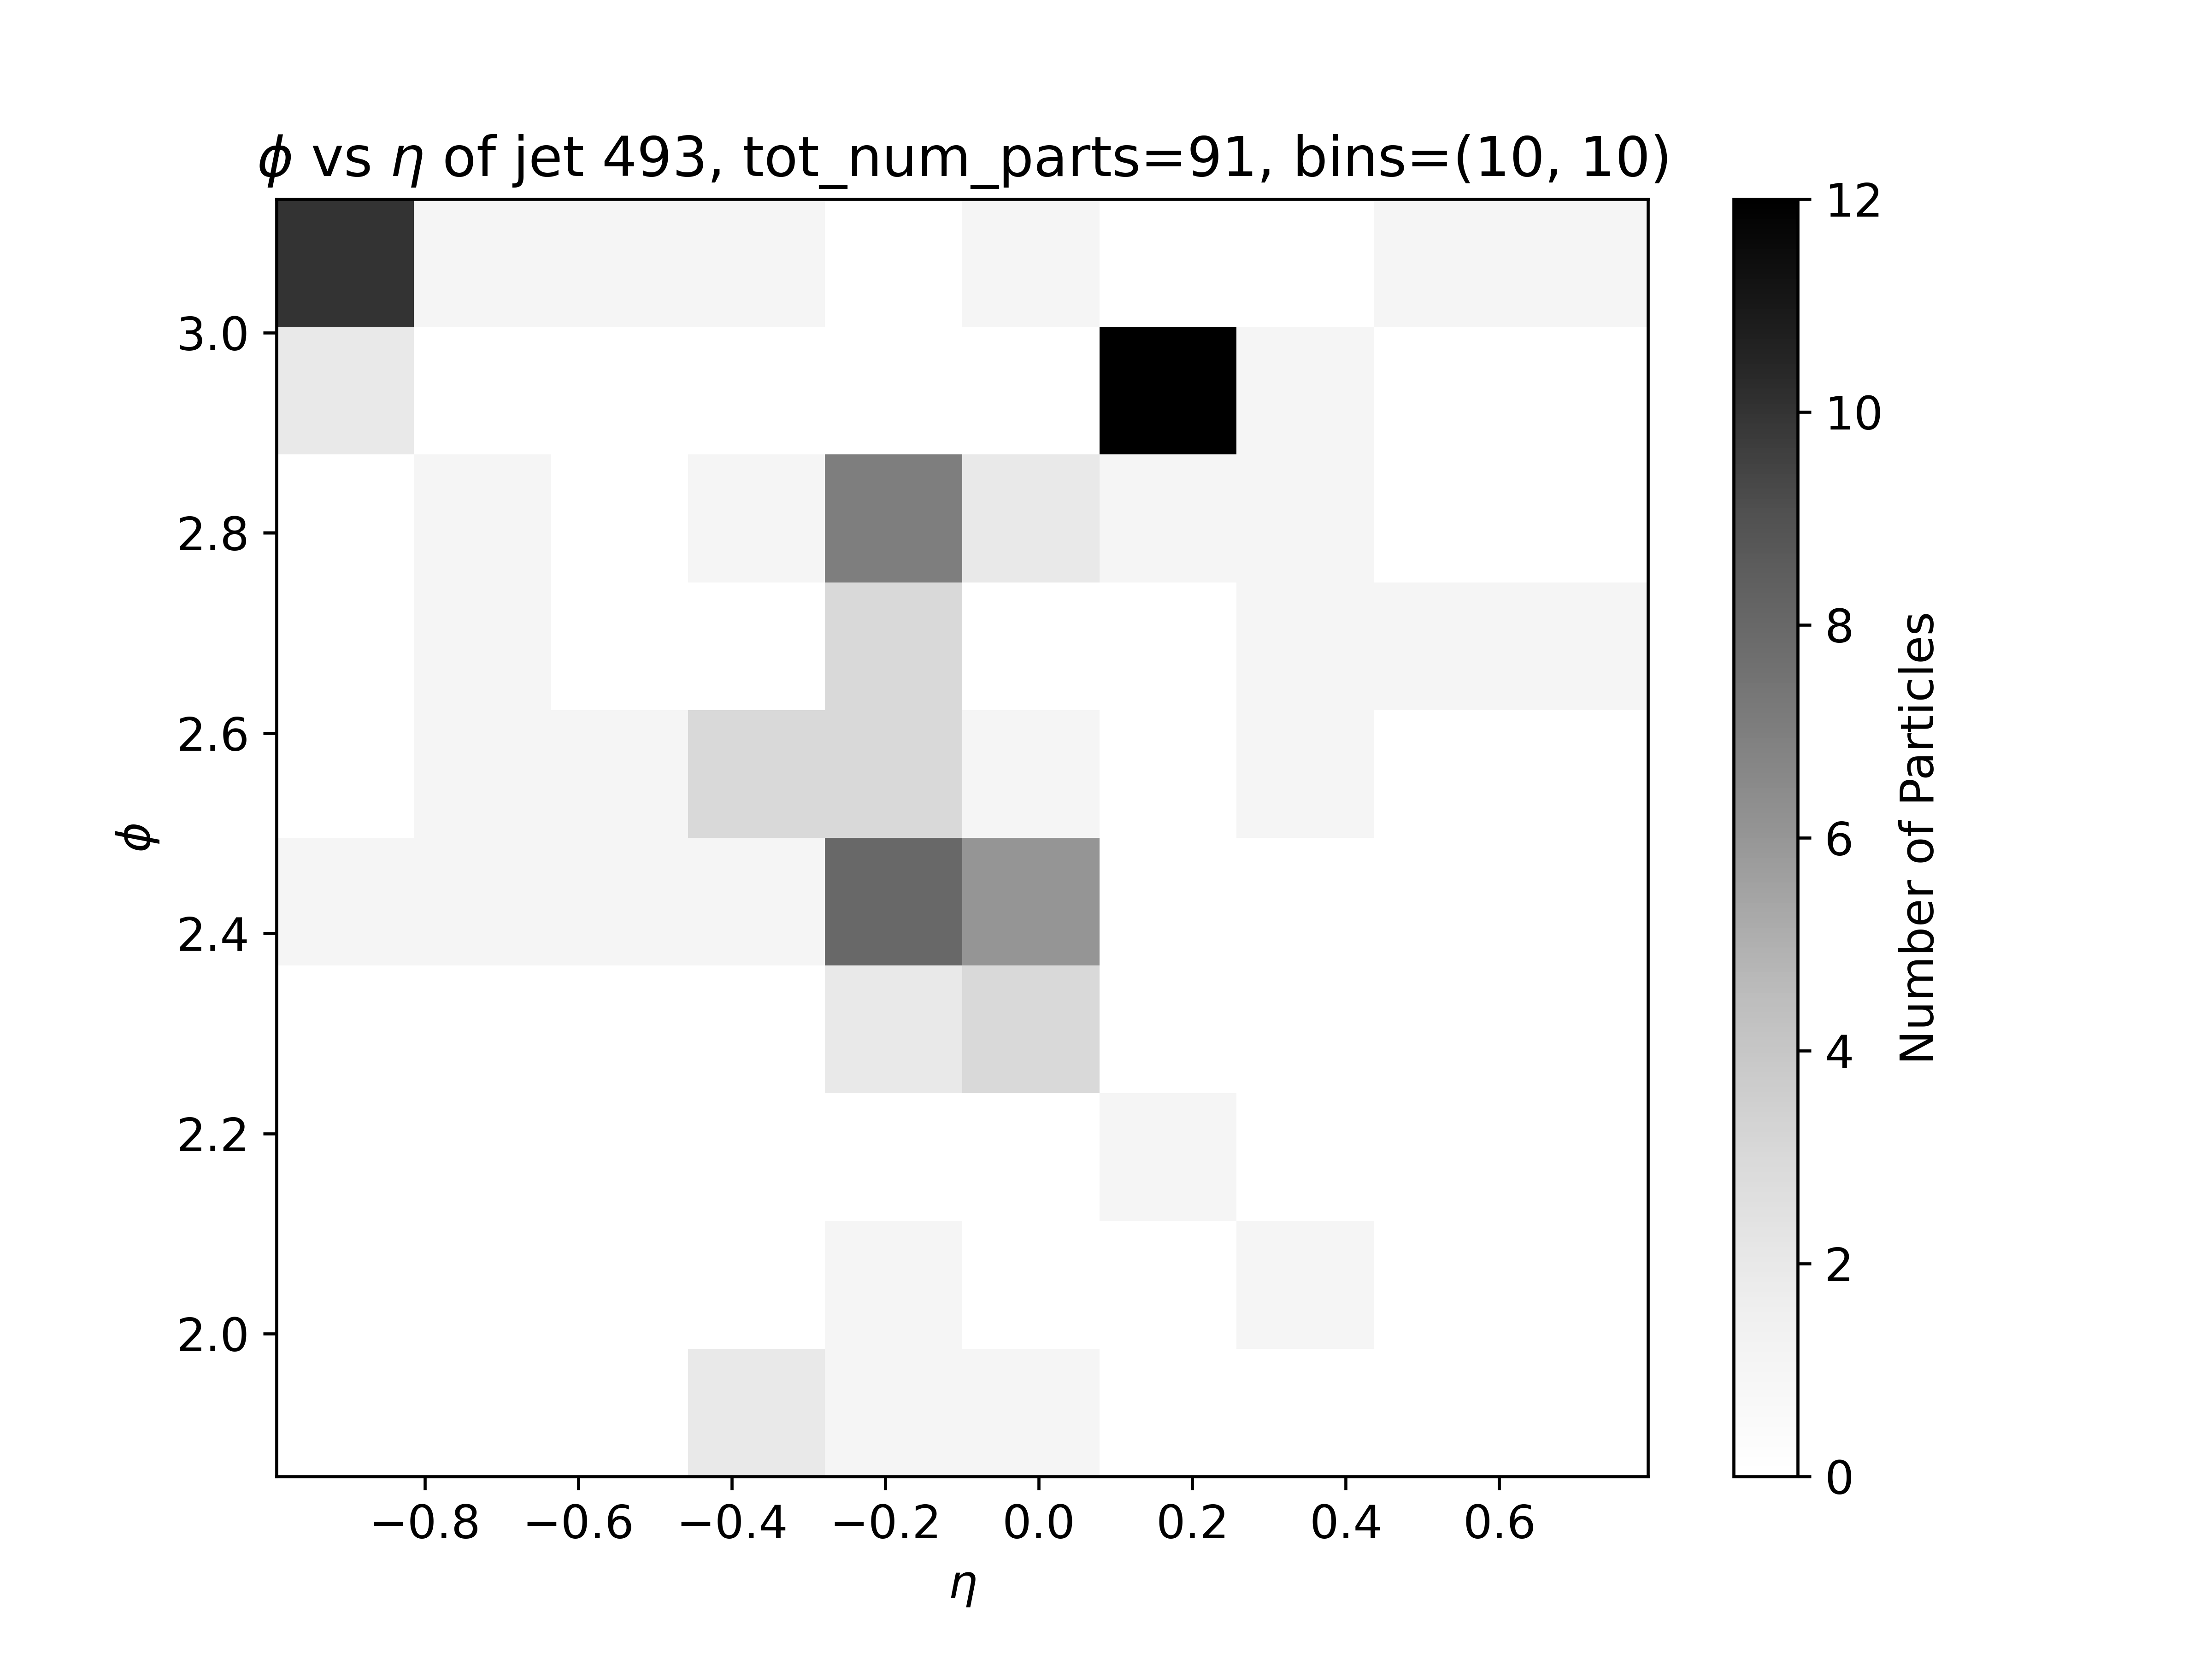 ϕ vs η of jet 493, tot_num_parts=91, bins=(10, 10)
12
10
8
6
4
2
0
Number of Particles
3.0
2.8
2.6
2.4
2.2
2.0
ϕ
−0.8 −0.6 −0.4 −0.2 0.0 0.2 0.4 0.6
η